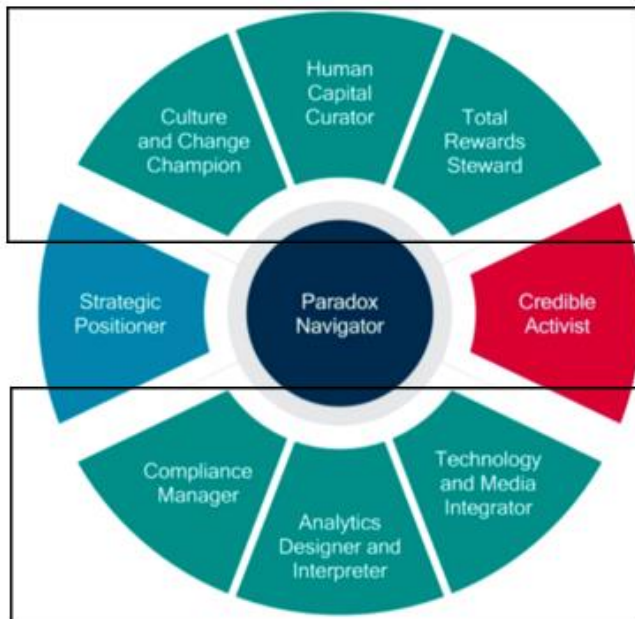 Culture
and Change
Champion
Human
Capital
Curator
Total
Rewards
Steward
Strategic
Positioner
Paradox
Navigator
Credible
Activist
Compliance
Manager
Analytics
Designer and
Interpreter
Technology
and Media
Integrator